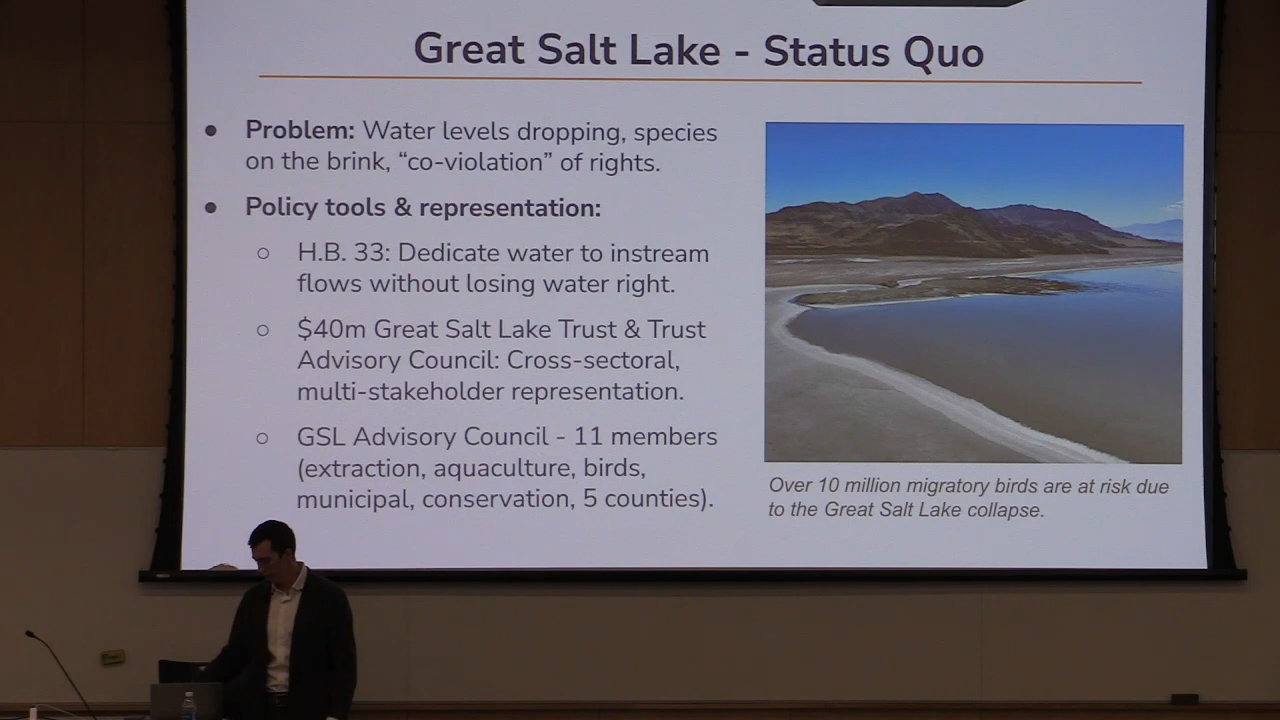 Great Salt Lake - Status Quo
● Problem: Water levels dropping, species
on the brink, “co-violation” of rights.
● Policy tools & representation:
○ H.B. 33: Dedicate water to instream
flows without losing water right.
○ $40m Great Salt Lake Trust & Trust
Advisory Council: Cross-sectoral,
multi-stakeholder representation.
○ GSL Advisory Council - 11 members
(extraction, aquaculture, birds,
municipal, conservation, 5 counties).
Over 10 million migratory birds are at risk due
to the Great Salt Lake collapse.